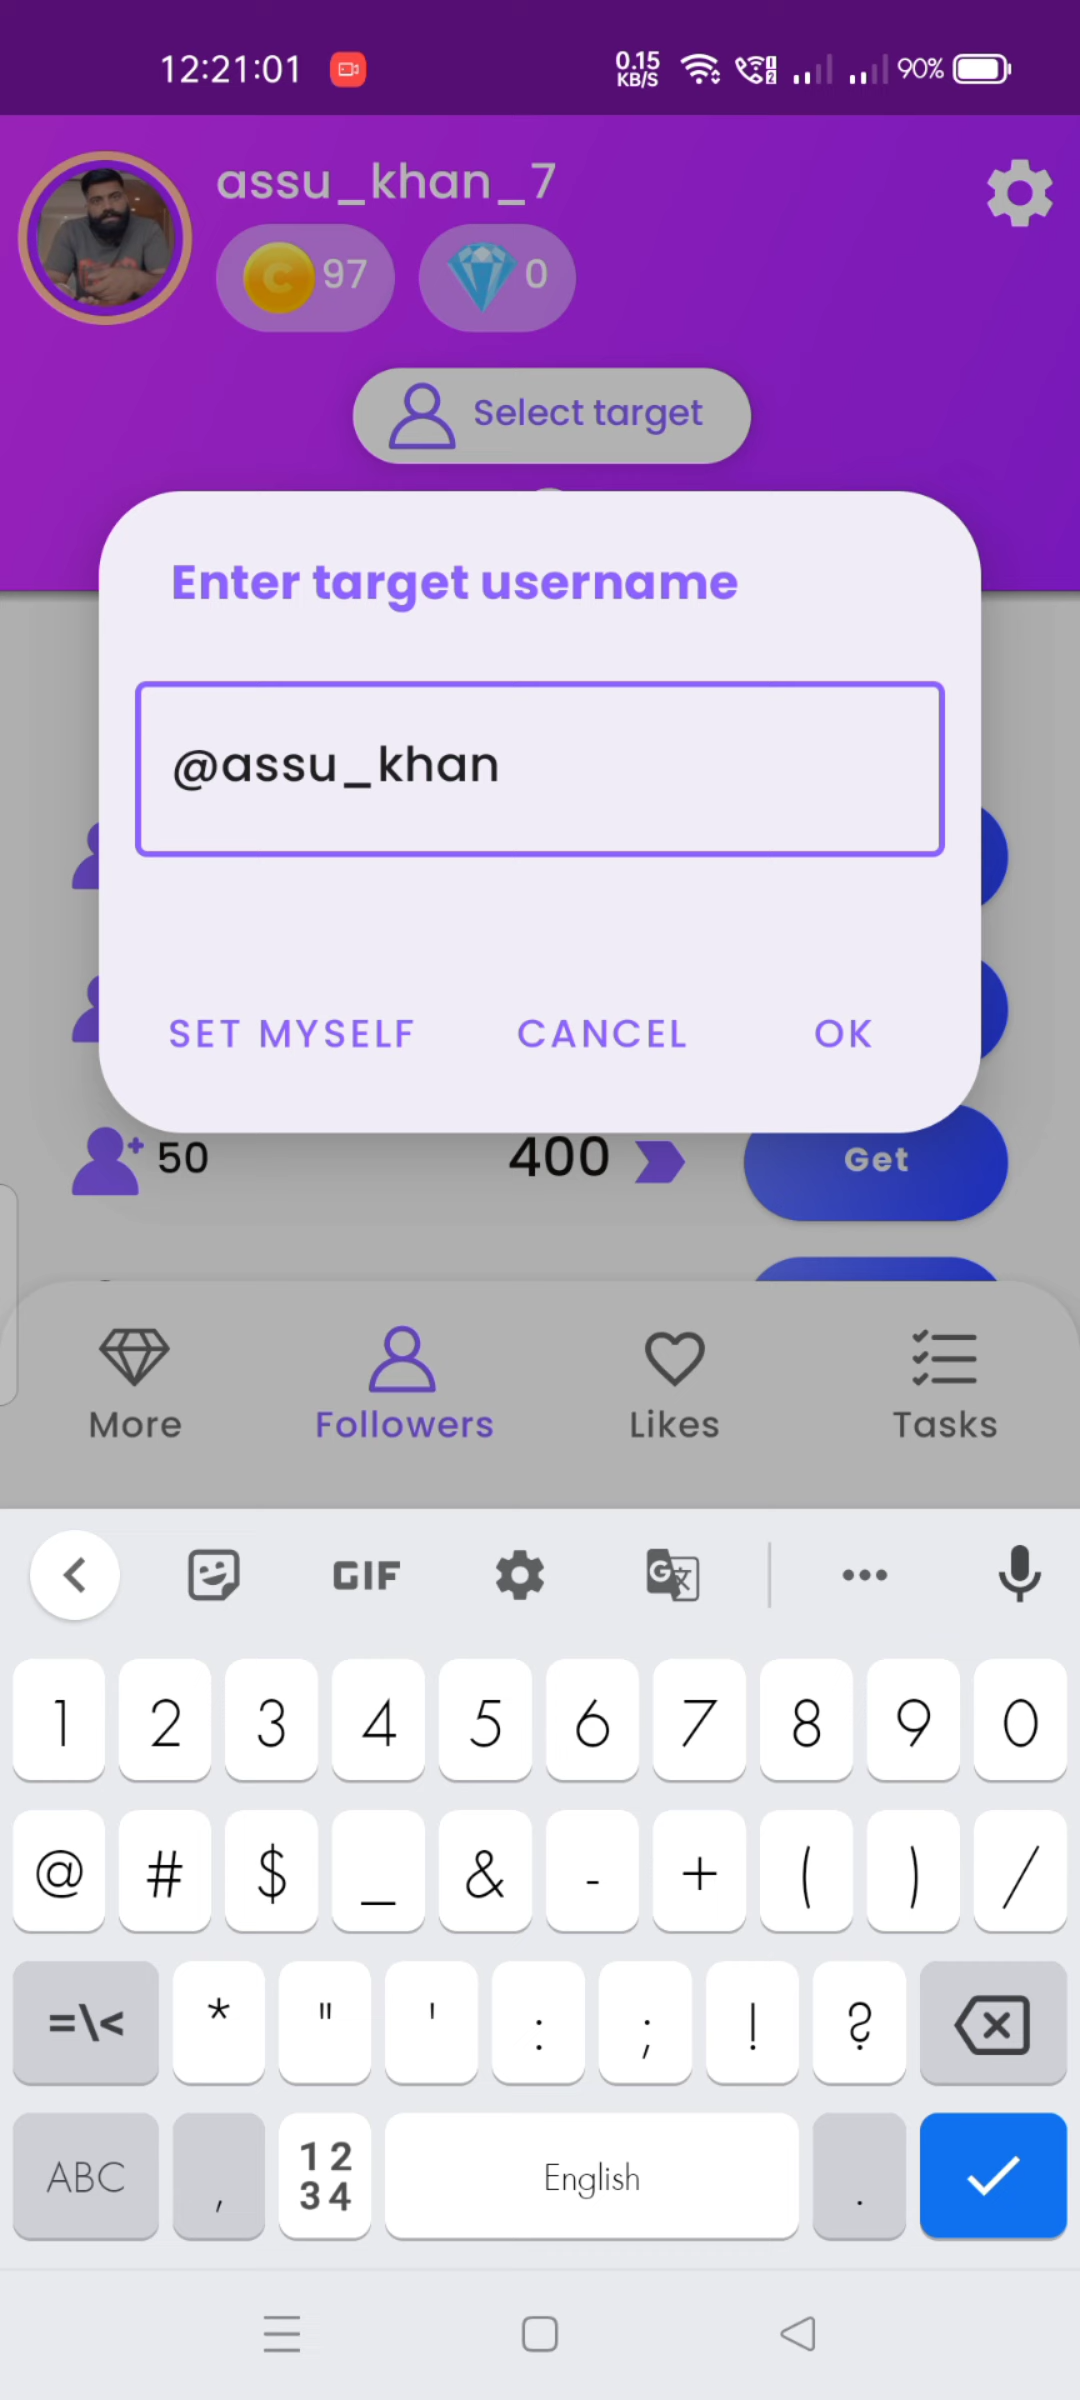 12:21:01
0.15 KB/S
90%
assu_khan_7
C 97
0
Select target
Enter target username
@assu_khan
SET MYSELF CANCEL OK
50 400 Get
More Followers Likes Tasks
GIF
1 2 3 4 5 6 7 8 9 0
@ # $ _ & - + ( ) /
=\< * " ' : ; ! ?
ABC , 12 34 English .